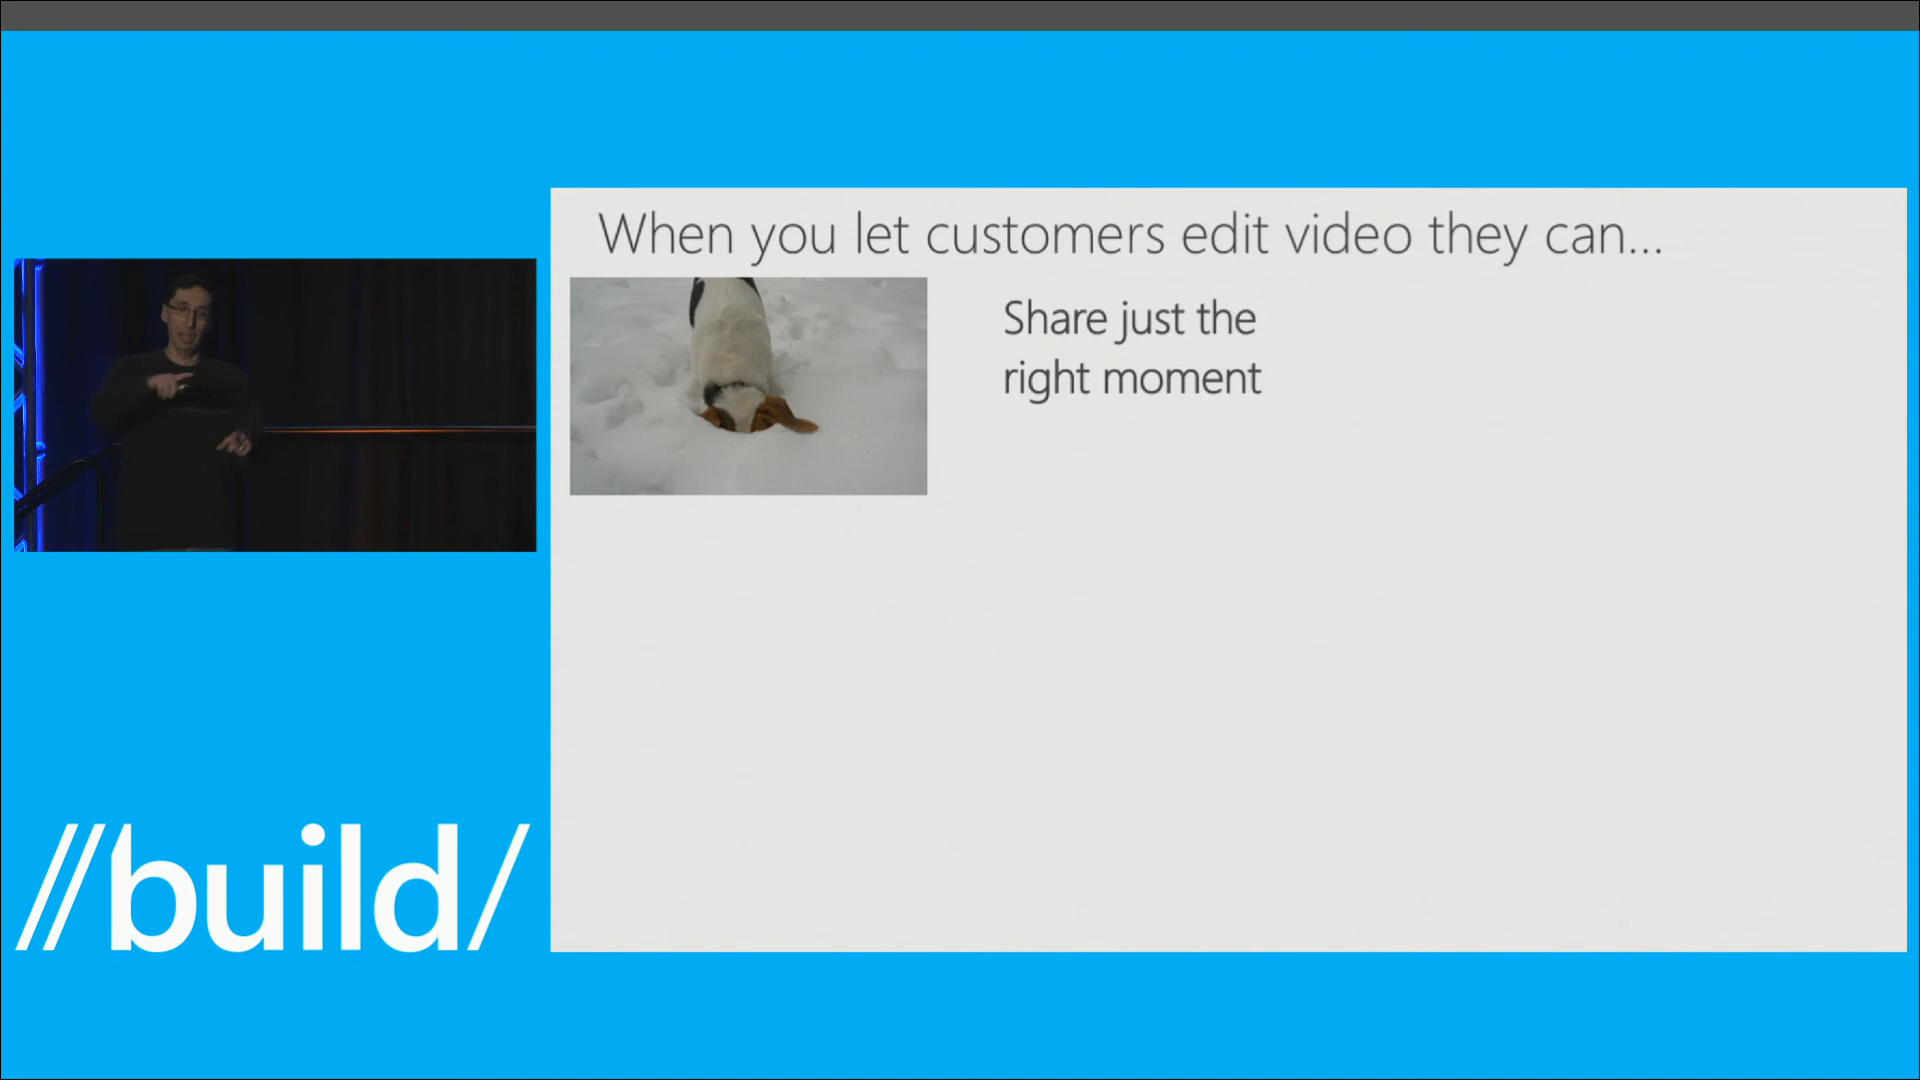 When you let customers edit video they can...
Share just the
right moment
//build/